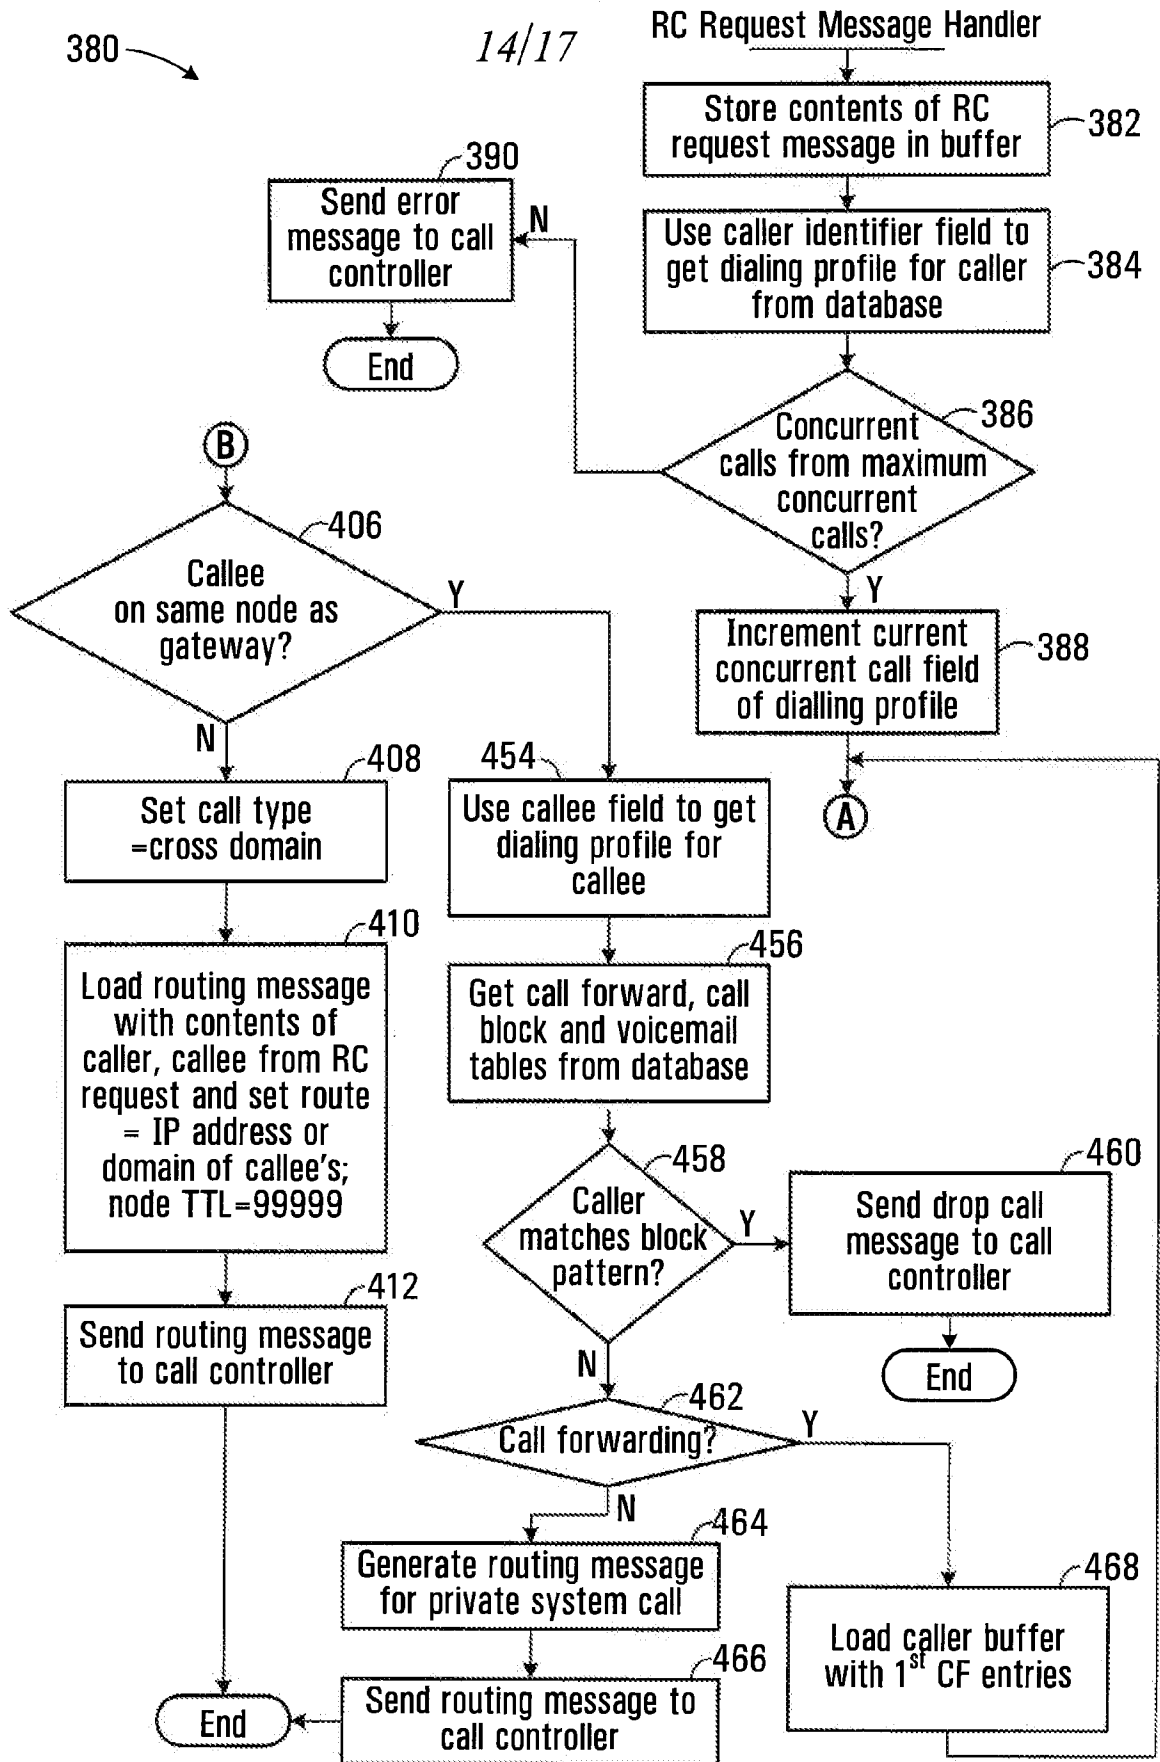 380
14/17
RC Request Message Handler
Store contents of RC
request message in buffer
382
390
Send error
message to call
controller
N
Use caller identifier field to
get dialing profile for caller
from database
384
End
386
Concurrent
calls from maximum
concurrent
calls?
B
406
Callee
on same node as
gateway?
Y
Y
Increment current
concurrent call field
of dialling profile
388
N
408
Set call type
=cross domain
454
Use callee field to get
dialing profile for
callee
A
410
Load routing message
with contents of
caller, callee from RC
request and set route
= IP address or
domain of callee's;
node TTL=99999
456
Get call forward, call
block and voicemail
tables from database
458
Caller
matches block
pattern?
Y
460
Send drop call
message to call
controller
412
Send routing message
to call controller
N
End
462
Call forwarding?
Y
N
464
Generate routing message
for private system call
468
Load caller buffer
with 1st CF entries
466
Send routing message to
call controller
End